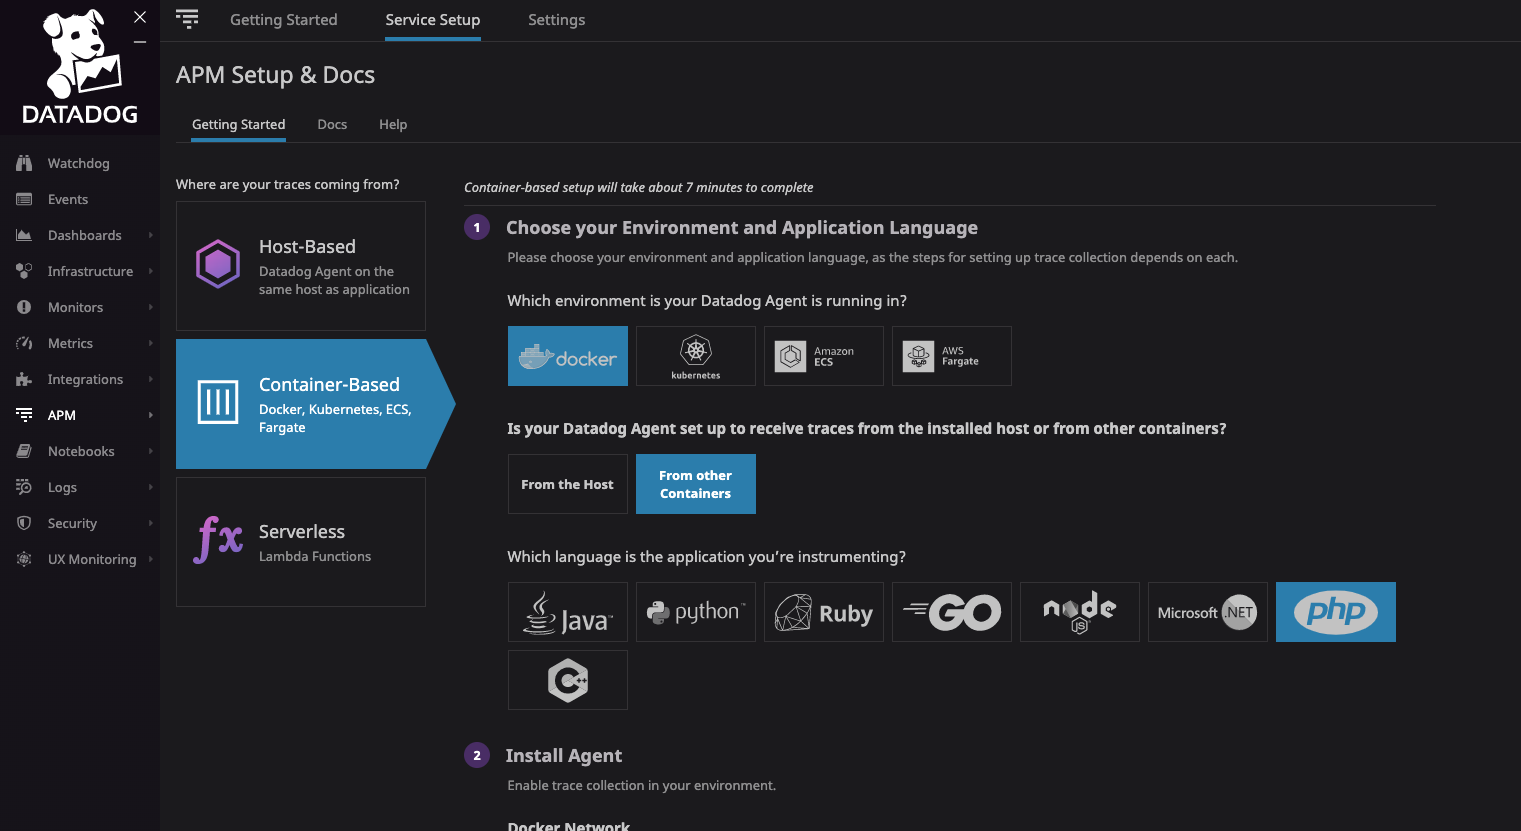 DATADOG
Watchdog
Events
Dashboards
Infrastructure
Monitors
Metrics
Integrations
APM
Notebooks
Logs
Security
UX Monitoring
Getting Started
Service Setup
Settings
APM Setup & Docs
Getting Started
Docs
Help
Where are your traces coming from?
Host-Based
Datadog Agent on the
same host as application
Container-Based
Docker, Kubernetes, ECS,
Fargate
fx
Serverless
Lambda Functions
Container-based setup will take about 7 minutes to complete
1
Choose your Environment and Application Language
Please choose your environment and application language, as the steps for setting up trace collection depends on each.
Which environment is your Datadog Agent is running in?
docker
kubernetes
Amazon
ECS
AWS
Fargate
Is your Datadog Agent set up to receive traces from the installed host or from other containers?
From the Host
From other
Containers
Which language is the application you're instrumenting?
Java™
python™
Ruby
GO
node
JS
Microsoft .NET
php
C++
2
Install Agent
Enable trace collection in your environment.
Docker Network